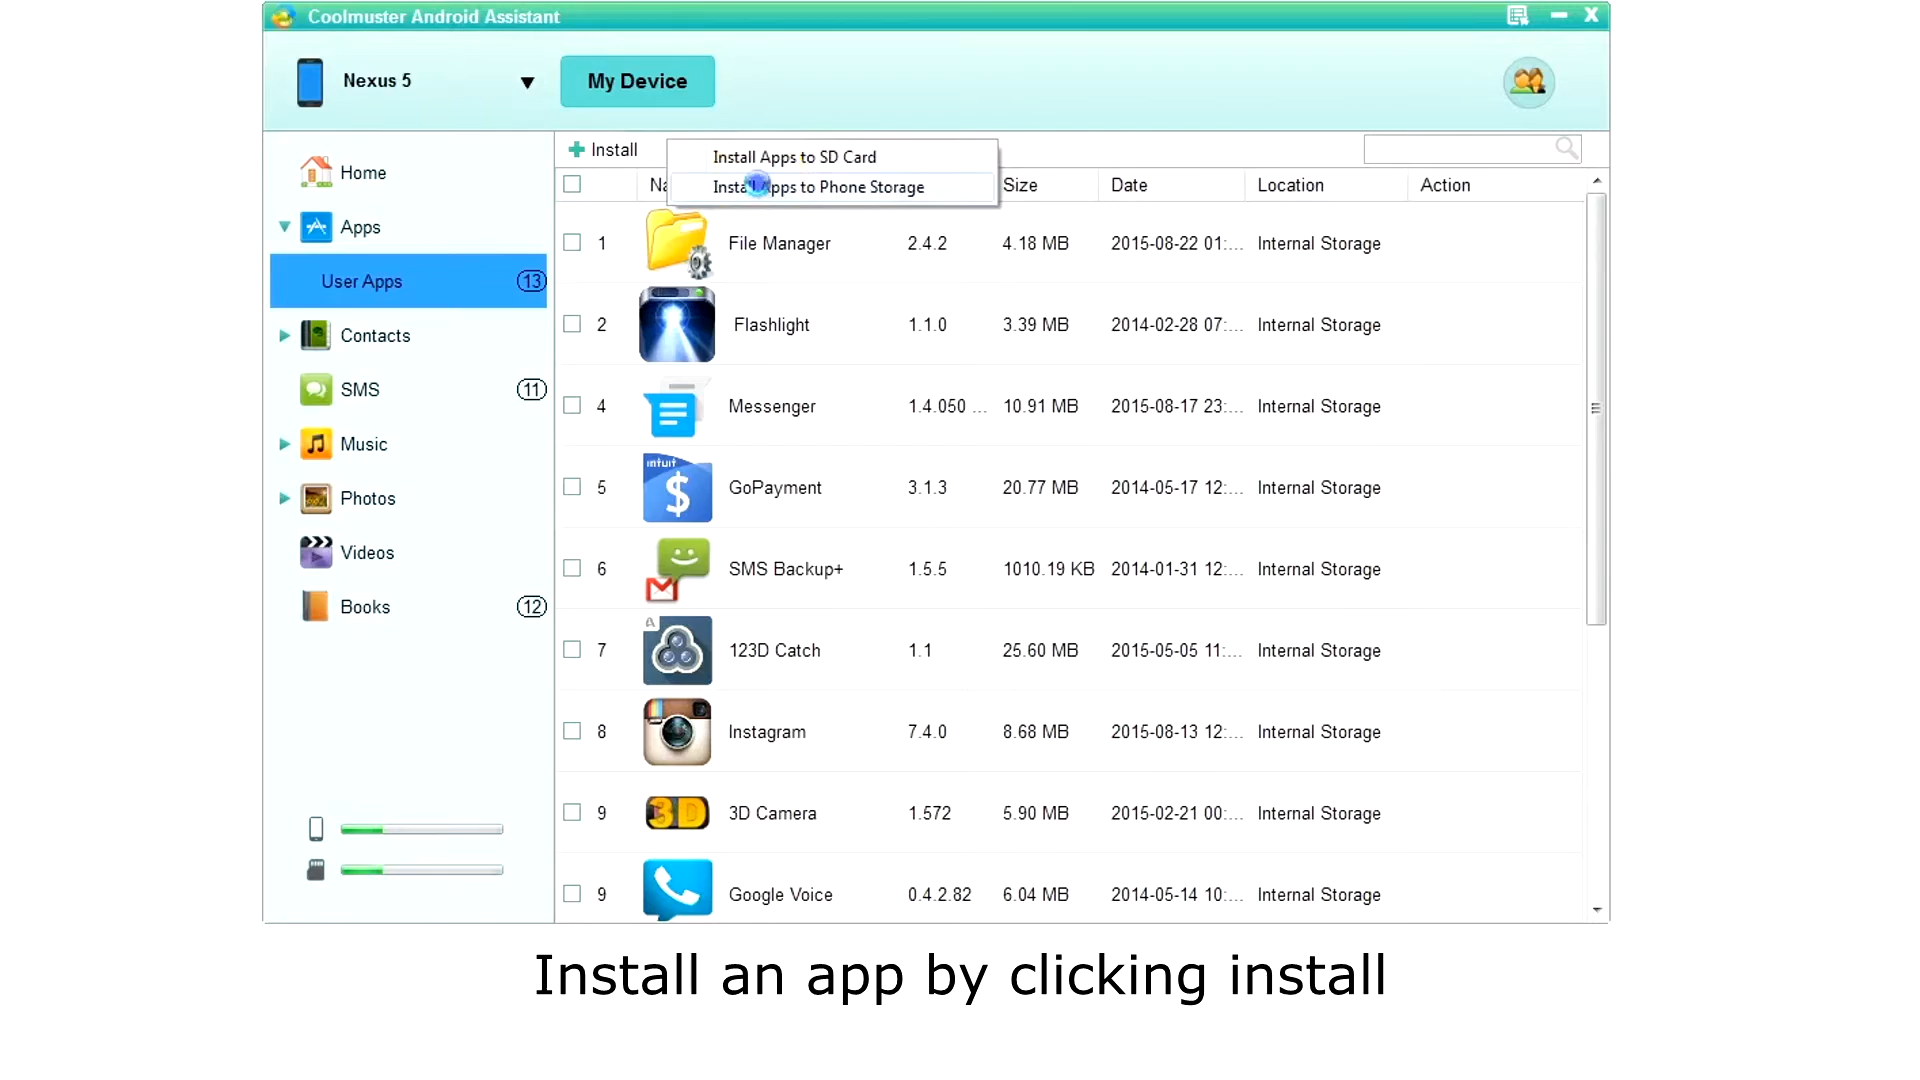 Coolmuster Android Assistant
Nexus 5
My Device
Install
Install Apps to SD Card
Install Apps to Phone Storage
Size Date Location Action
Home
Apps
User Apps 13
Contacts
SMS 11
Music
Photos
Videos
Books 12
1 File Manager 2.4.2 4.18 MB 2015-08-22 01:... Internal Storage
2 Flashlight 1.1.0 3.39 MB 2014-02-28 07:... Internal Storage
4 Messenger 1.4.050 ... 10.91 MB 2015-08-17 23:... Internal Storage
intuit
$
5 GoPayment 3.1.3 20.77 MB 2014-05-17 12:... Internal Storage
6 SMS Backup+ 1.5.5 1010.19 KB 2014-01-31 12:... Internal Storage
A
7 123D Catch 1.1 25.60 MB 2015-05-05 11:... Internal Storage
8 Instagram 7.4.0 8.68 MB 2015-08-13 12:... Internal Storage
3D
9 3D Camera 1.572 5.90 MB 2015-02-21 00:... Internal Storage
9 Google Voice 0.4.2.82 6.04 MB 2014-05-14 10:... Internal Storage
Install an app by clicking install